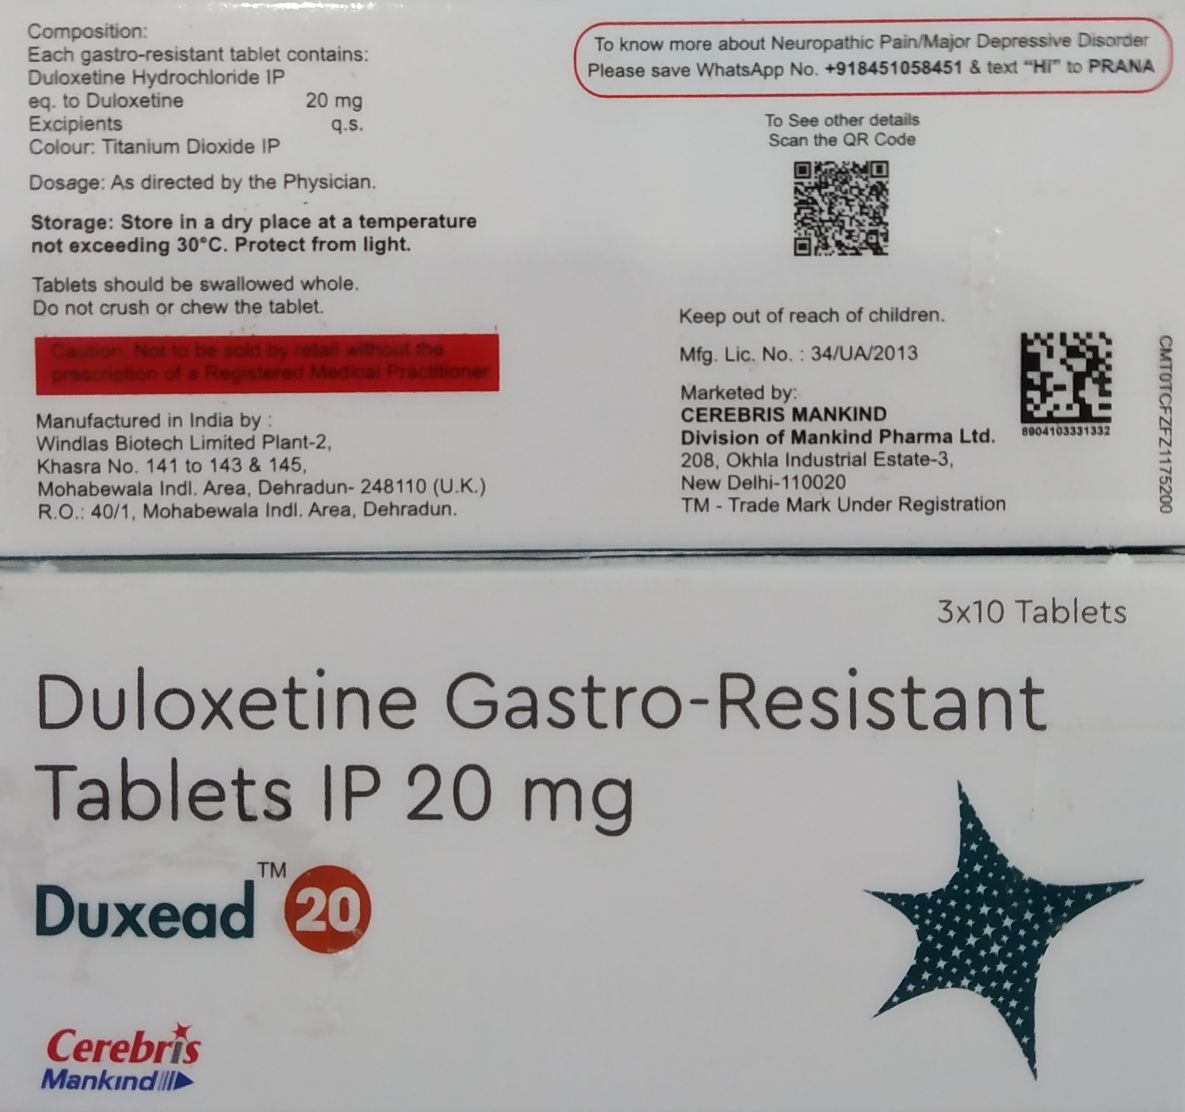 Composition:
Each gastro-resistant tablet contains:
Duloxetine Hydrochloride IP
eq. to Duloxetine 20 mg
Excipients q.s.
Colour: Titanium Dioxide IP
Dosage: As directed by the Physician.
Storage: Store in a dry place at a temperature
not exceeding 30°C. Protect from light.
Tablets should be swallowed whole.
Do not crush or chew the tablet.
Caution: Not to be sold by retail without the
prescription of a Registered Medical Practitioner.
Manufactured in India by :
Windlas Biotech Limited Plant-2,
Khasra No. 141 to 143 & 145,
Mohabewala Indl. Area, Dehradun- 248110 (U.K.)
R.O.: 40/1, Mohabewala Indl. Area, Dehradun.
To know more about Neuropathic Pain/Major Depressive Disorder
Please save WhatsApp No. +918451058451 & text “Hi” to PRANA
To See other details
Scan the QR Code
Keep out of reach of children.
Mfg. Lic. No. : 34/UA/2013
Marketed by:
CEREBRIS MANKIND
Division of Mankind Pharma Ltd.
208, Okhla Industrial Estate-3,
New Delhi-110020
TM - Trade Mark Under Registration
8904103331332
CMT0TCFZFZ1175200
3x10 Tablets
Duloxetine Gastro-Resistant
Tablets IP 20 mg
Duxead™ 20
Cerebris
Mankind